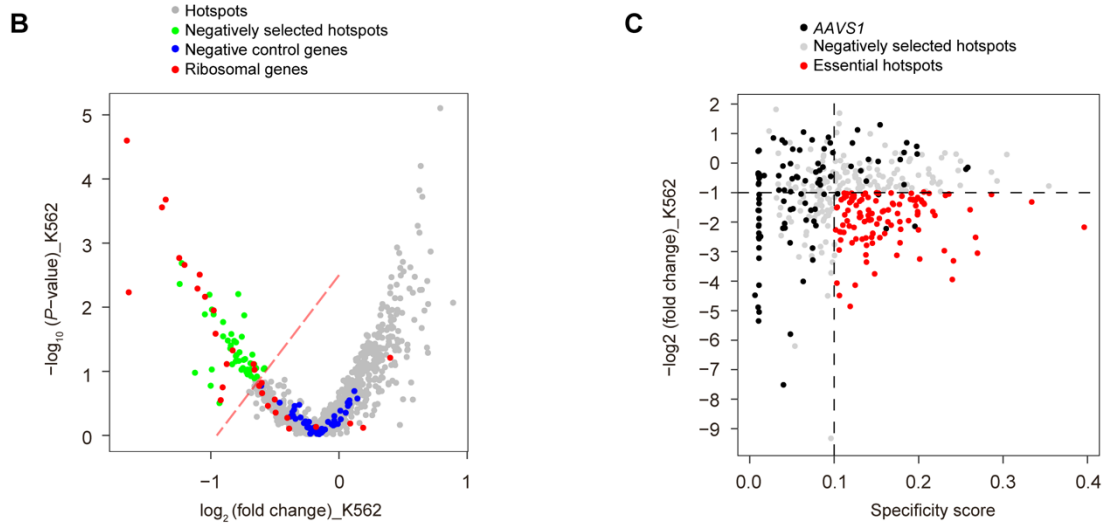 B
Hotspots
Negatively selected hotspots
Negative control genes
Ribosomal genes
5
4
3
2
1
0
−log₁₀ (P−value)_K562
−1
0
1
log₂ (fold change)_K562
C
AAVS1
Negatively selected hotspots
Essential hotspots
2
1
0
−1
−2
−3
−4
−5
−6
−7
−8
−9
−log2 (fold change)_K562
0.0
0.1
0.2
0.3
0.4
Specificity score